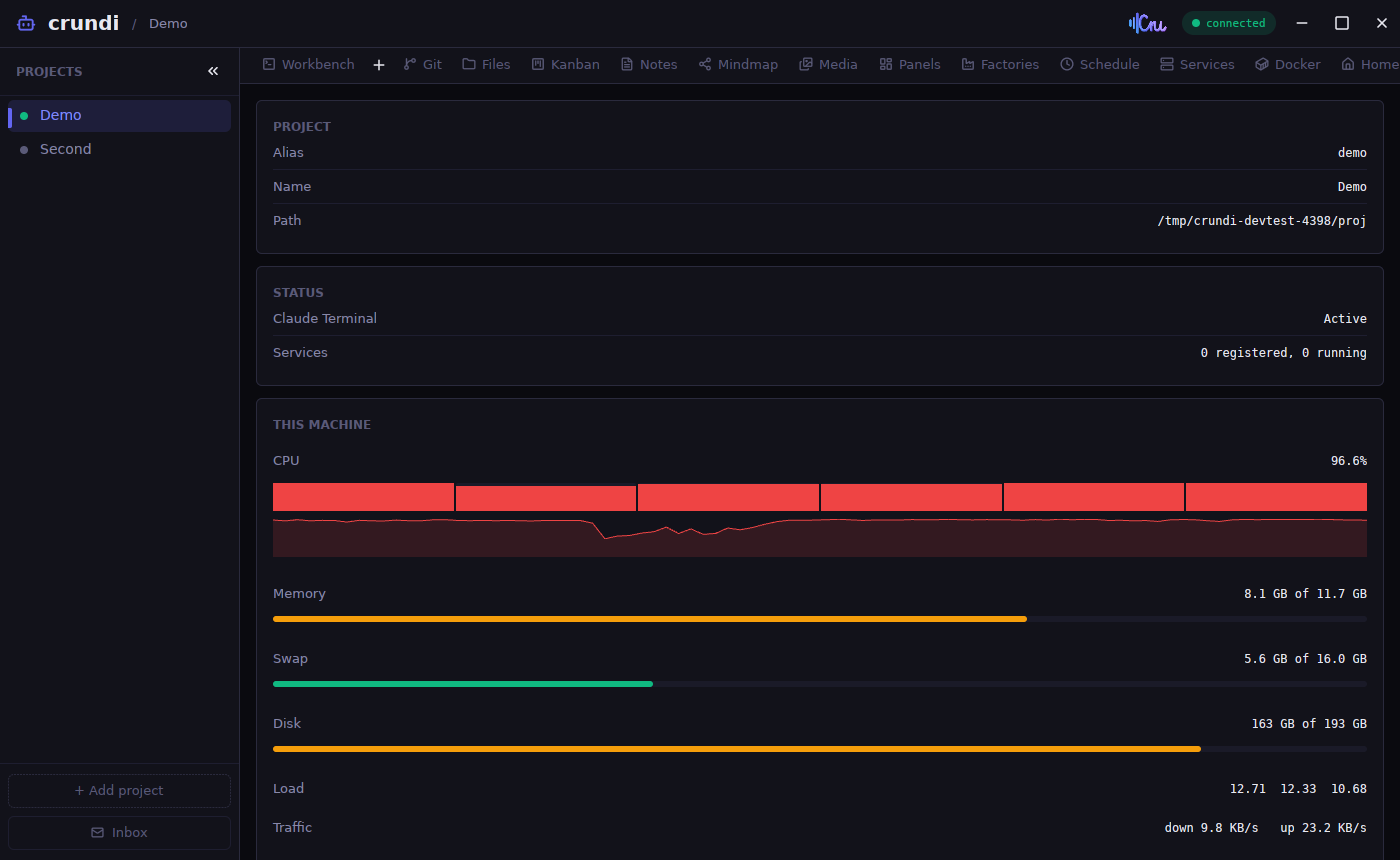 crundi / Demo
Cru
connected
PROJECTS
Workbench + Git Files Kanban Notes Mindmap Media Panels Factories Schedule Services Docker Home
Demo
Second
PROJECT
Alias demo
Name Demo
Path /tmp/crundi-devtest-4398/proj
STATUS
Claude Terminal Active
Services 0 registered, 0 running
THIS MACHINE
CPU 96.6%
Memory 8.1 GB of 11.7 GB
Swap 5.6 GB of 16.0 GB
Disk 163 GB of 193 GB
Load 12.71 12.33 10.68
Traffic down 9.8 KB/s up 23.2 KB/s
+ Add project
Inbox